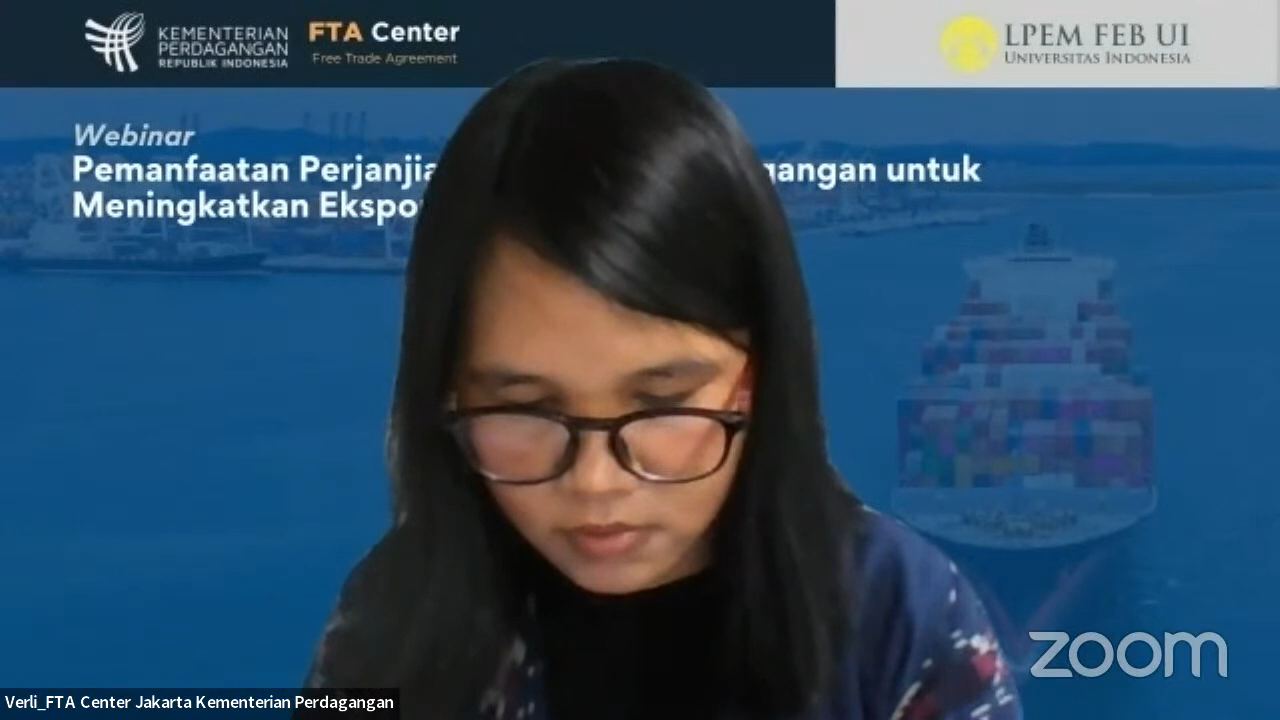 KEMENTERIAN
PERDAGANGAN
REPUBLIK INDONESIA
FTA Center
Free Trade Agreement
LPEM FEB UI
UNIVERSITAS INDONESIA
Webinar
Pemanfaatan Perjanjia gangan untuk
Meningkatkan Ekspo
zoom
Verli_FTA Center Jakarta Kementerian Perdagangan